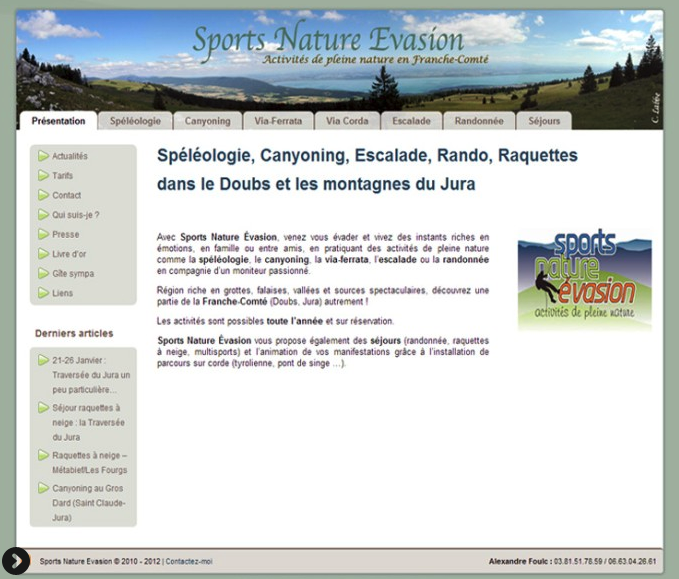 Sports Nature Evasion
Activités de pleine nature en Franche-Comté
C. Lasève
Présentation
Spéléologie
Canyoning
Via-Ferrata
Via Corda
Escalade
Randonnée
Séjours
Actualités
Tarifs
Contact
Qui suis-je ?
Presse
Livre d'or
Gîte sympa
Liens
Derniers articles
21-26 Janvier :
Traversée du Jura un
peu particulière…
Séjour raquettes à
neige : la Traversée
du Jura
Raquettes à neige –
Métabief/Les Fourgs
Canyoning au Gros
Dard (Saint Claude-
Jura)
Spéléologie, Canyoning, Escalade, Rando, Raquettes
dans le Doubs et les montagnes du Jura
Avec Sports Nature Évasion, venez vous évader et vivez des instants riches en
émotions, en famille ou entre amis, en pratiquant des activités de pleine nature
comme la spéléologie, le canyoning, la via-ferrata, l'escalade ou la randonnée
en compagnie d'un moniteur passionné.
Région riche en grottes, falaises, vallées et sources spectaculaires, découvrez une
partie de la Franche-Comté (Doubs, Jura) autrement !
Les activités sont possibles toute l'année et sur réservation.
Sports Nature Évasion vous propose également des séjours (randonnée, raquettes
à neige, multisports) et l'animation de vos manifestations grâce à l'installation de
parcours sur corde (tyrolienne, pont de singe …).
sports
nature
évasion
activités de pleine nature
Sports Nature Evasion © 2010 - 2012 | Contactez-moi
Alexandre Foulc : 03.81.51.78.59 / 06.63.04.26.61